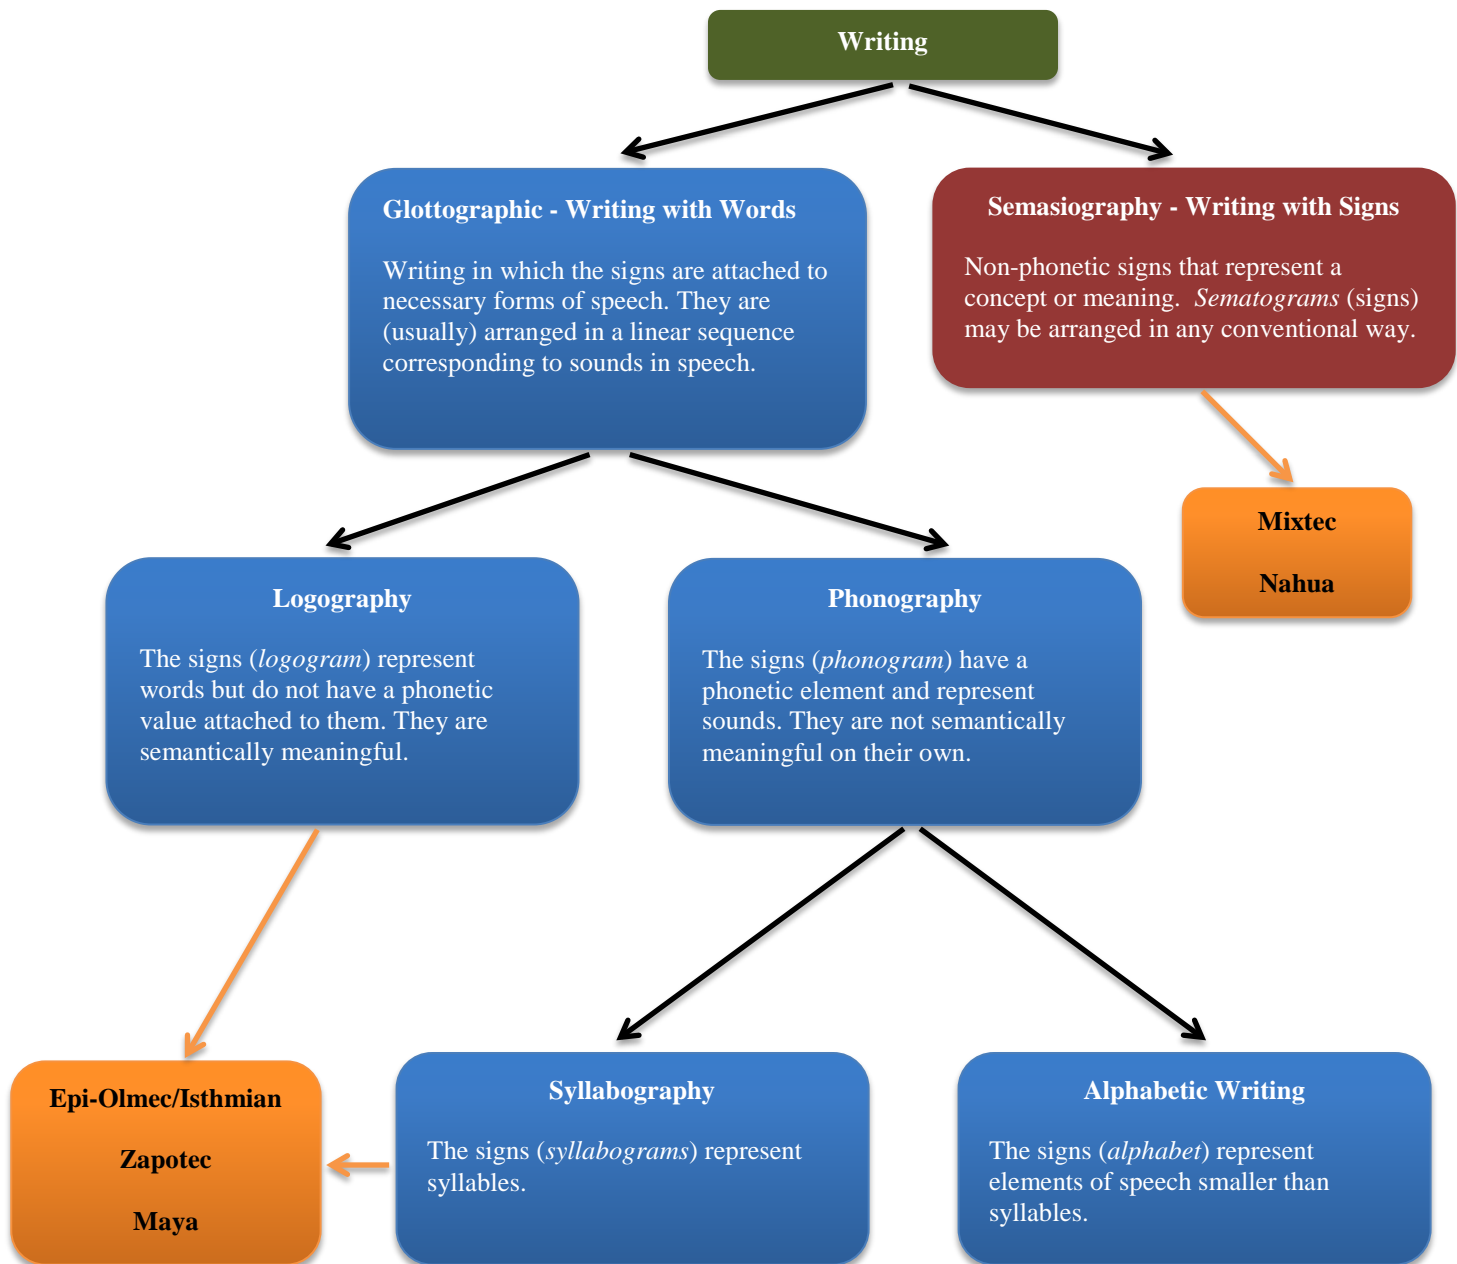 Writing
Glottographic - Writing with Words
Writing in which the signs are attached to
necessary forms of speech. They are
(usually) arranged in a linear sequence
corresponding to sounds in speech.
Semasiography - Writing with Signs
Non-phonetic signs that represent a
concept or meaning.  Sematograms (signs)
may be arranged in any conventional way.
Mixtec
Nahua
Logography
The signs (logogram) represent
words but do not have a phonetic
value attached to them. They are
semantically meaningful.
Phonography
The signs (phonogram) have a
phonetic element and represent
sounds. They are not semantically
meaningful on their own.
Epi-Olmec/Isthmian
Zapotec
Maya
Syllabography
The signs (syllabograms) represent
syllables.
Alphabetic Writing
The signs (alphabet) represent
elements of speech smaller than
syllables.